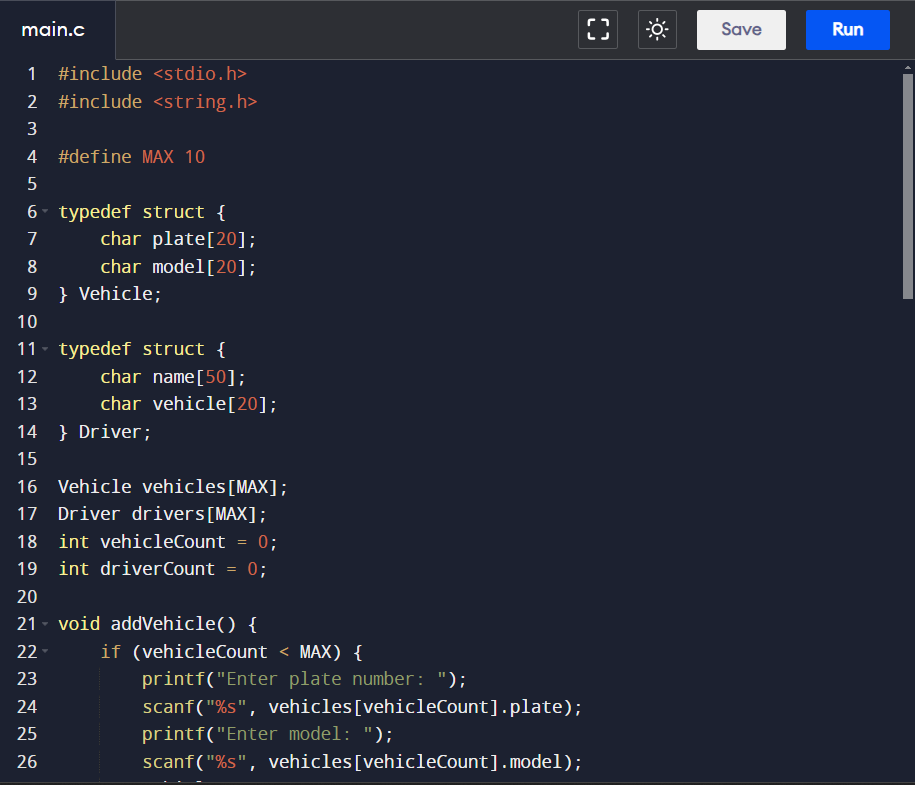 main.c
Save
Run
1 #include <stdio.h>
2 #include <string.h>
3
4 #define MAX 10
5
6 typedef struct {
7     char plate[20];
8     char model[20];
9 } Vehicle;
10
11 typedef struct {
12     char name[50];
13     char vehicle[20];
14 } Driver;
15
16 Vehicle vehicles[MAX];
17 Driver drivers[MAX];
18 int vehicleCount = 0;
19 int driverCount = 0;
20
21 void addVehicle() {
22     if (vehicleCount < MAX) {
23         printf("Enter plate number: ");
24         scanf("%s", vehicles[vehicleCount].plate);
25         printf("Enter model: ");
26         scanf("%s", vehicles[vehicleCount].model);